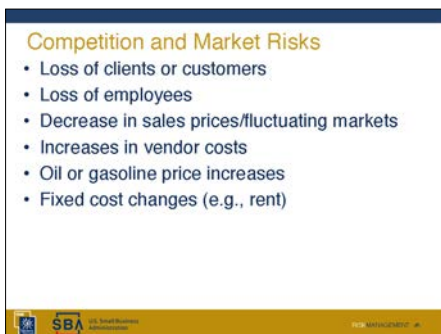 Competition and Market Risks
• Loss of clients or customers
• Loss of employees
• Decrease in sales prices/fluctuating markets
• Increases in vendor costs
• Oil or gasoline price increases
• Fixed cost changes (e.g., rent)
SBA
U.S. Small Business
Administration
RISK MANAGEMENT